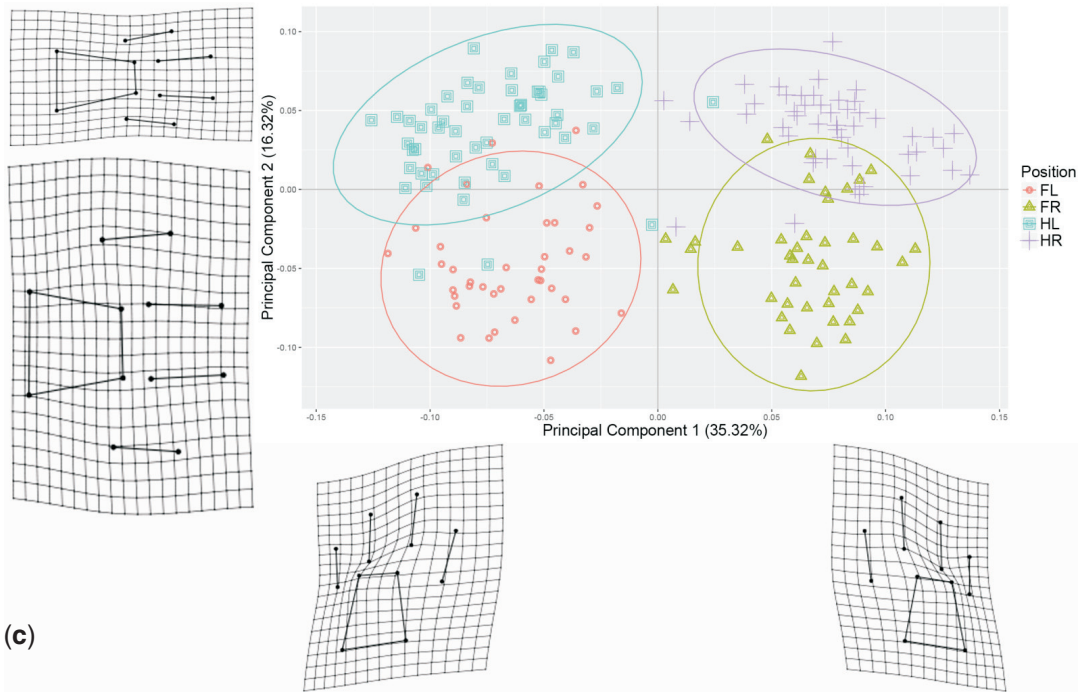 0.10
0.05
0.00
-0.05
-0.10
Principal Component 2 (16.32%)
-0.15
-0.10
-0.05
0.00
0.05
0.10
0.15
Principal Component 1 (35.32%)
Position
FL
FR
HL
HR
(c)